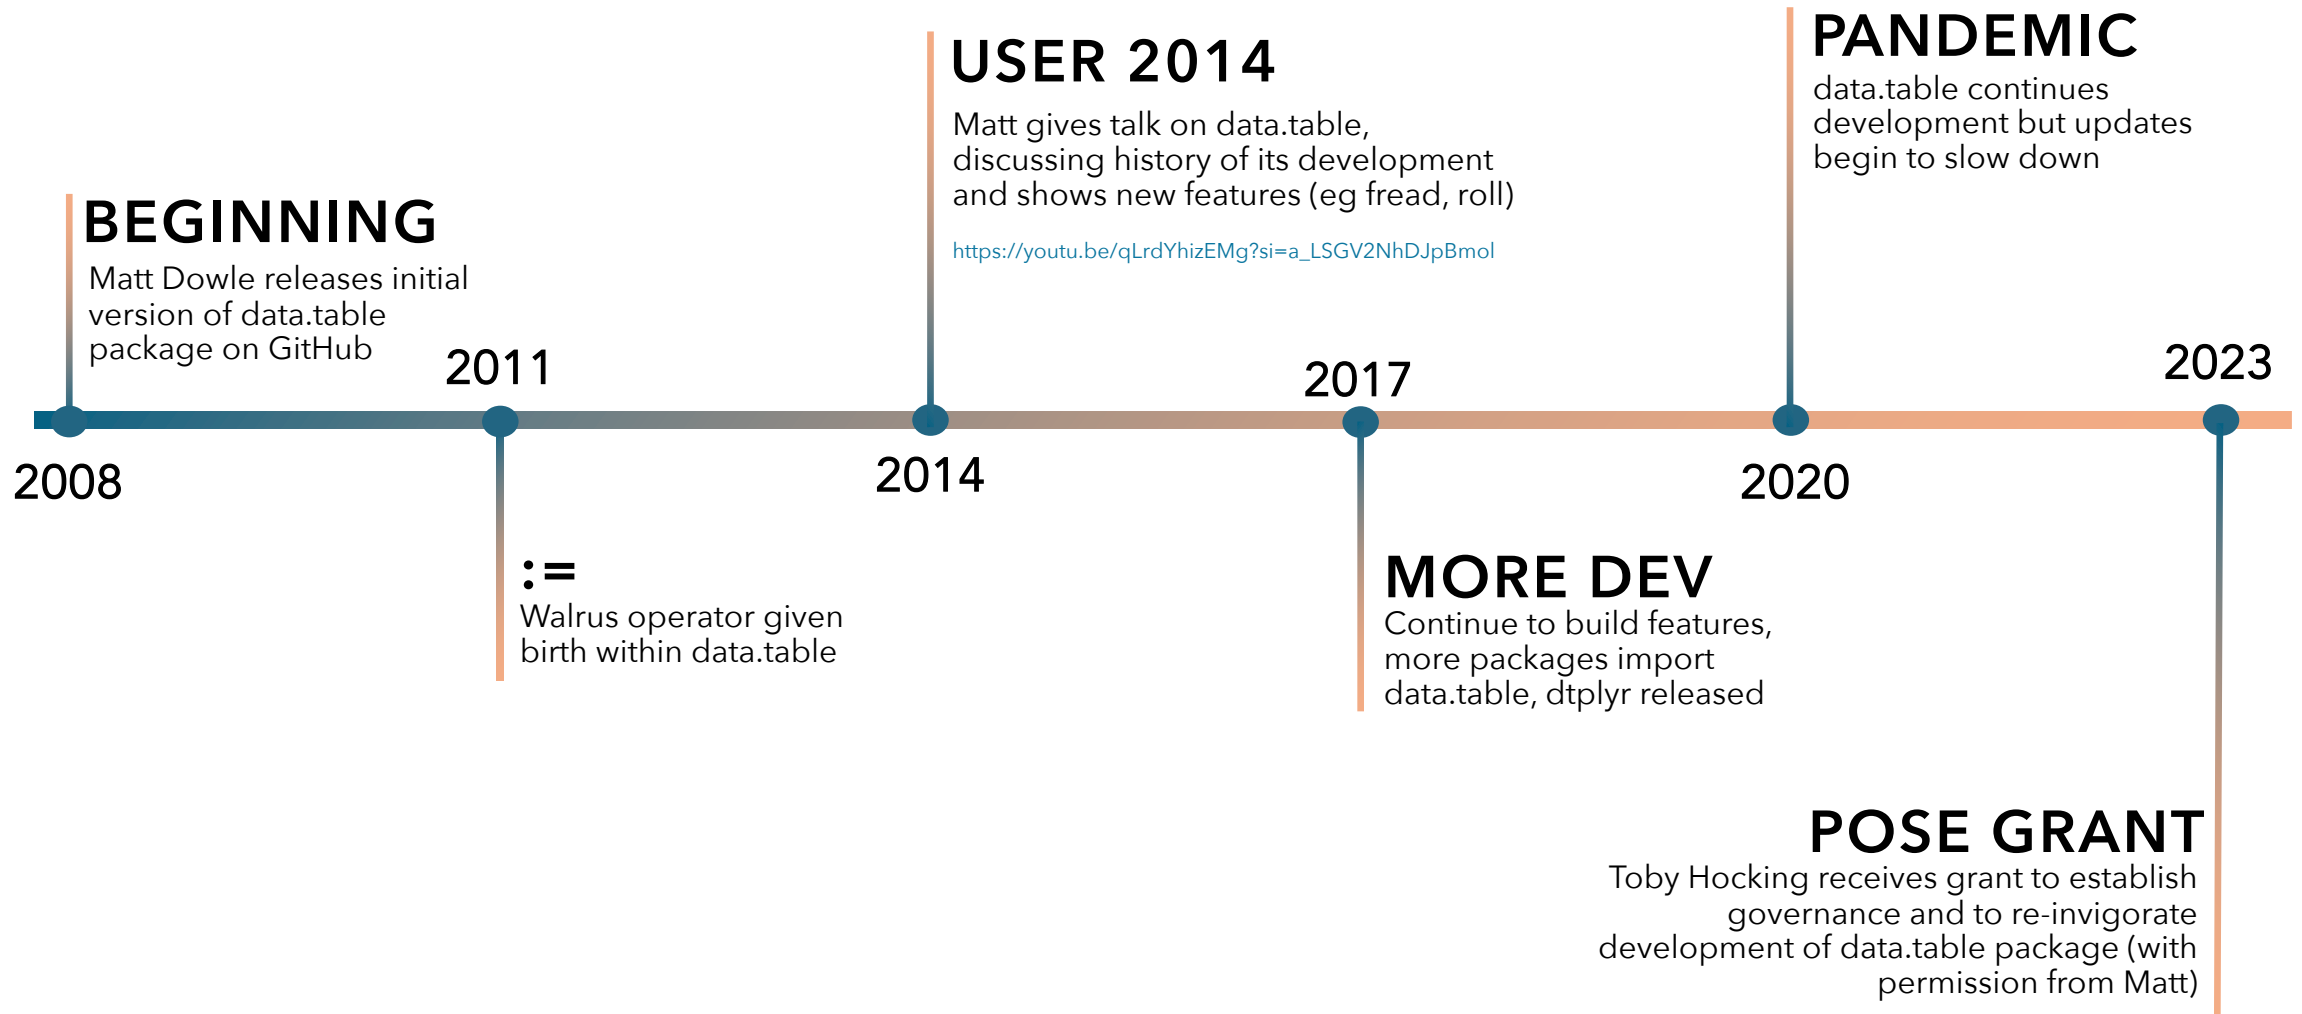 BEGINNING
Matt Dowle releases initial
version of data.table
package on GitHub
2008
2011
:=
Walrus operator given
birth within data.table
USER 2014
Matt gives talk on data.table,
discussing history of its development
and shows new features (eg fread, roll)
https://youtu.be/qLrdYhizEMg?si=a_LSGV2NhDJpBmol
2014
2017
MORE DEV
Continue to build features,
more packages import
data.table, dtplyr released
PANDEMIC
data.table continues
development but updates
begin to slow down
2020
2023
POSE GRANT
Toby Hocking receives grant to establish
governance and to re-invigorate
development of data.table package (with
permission from Matt)